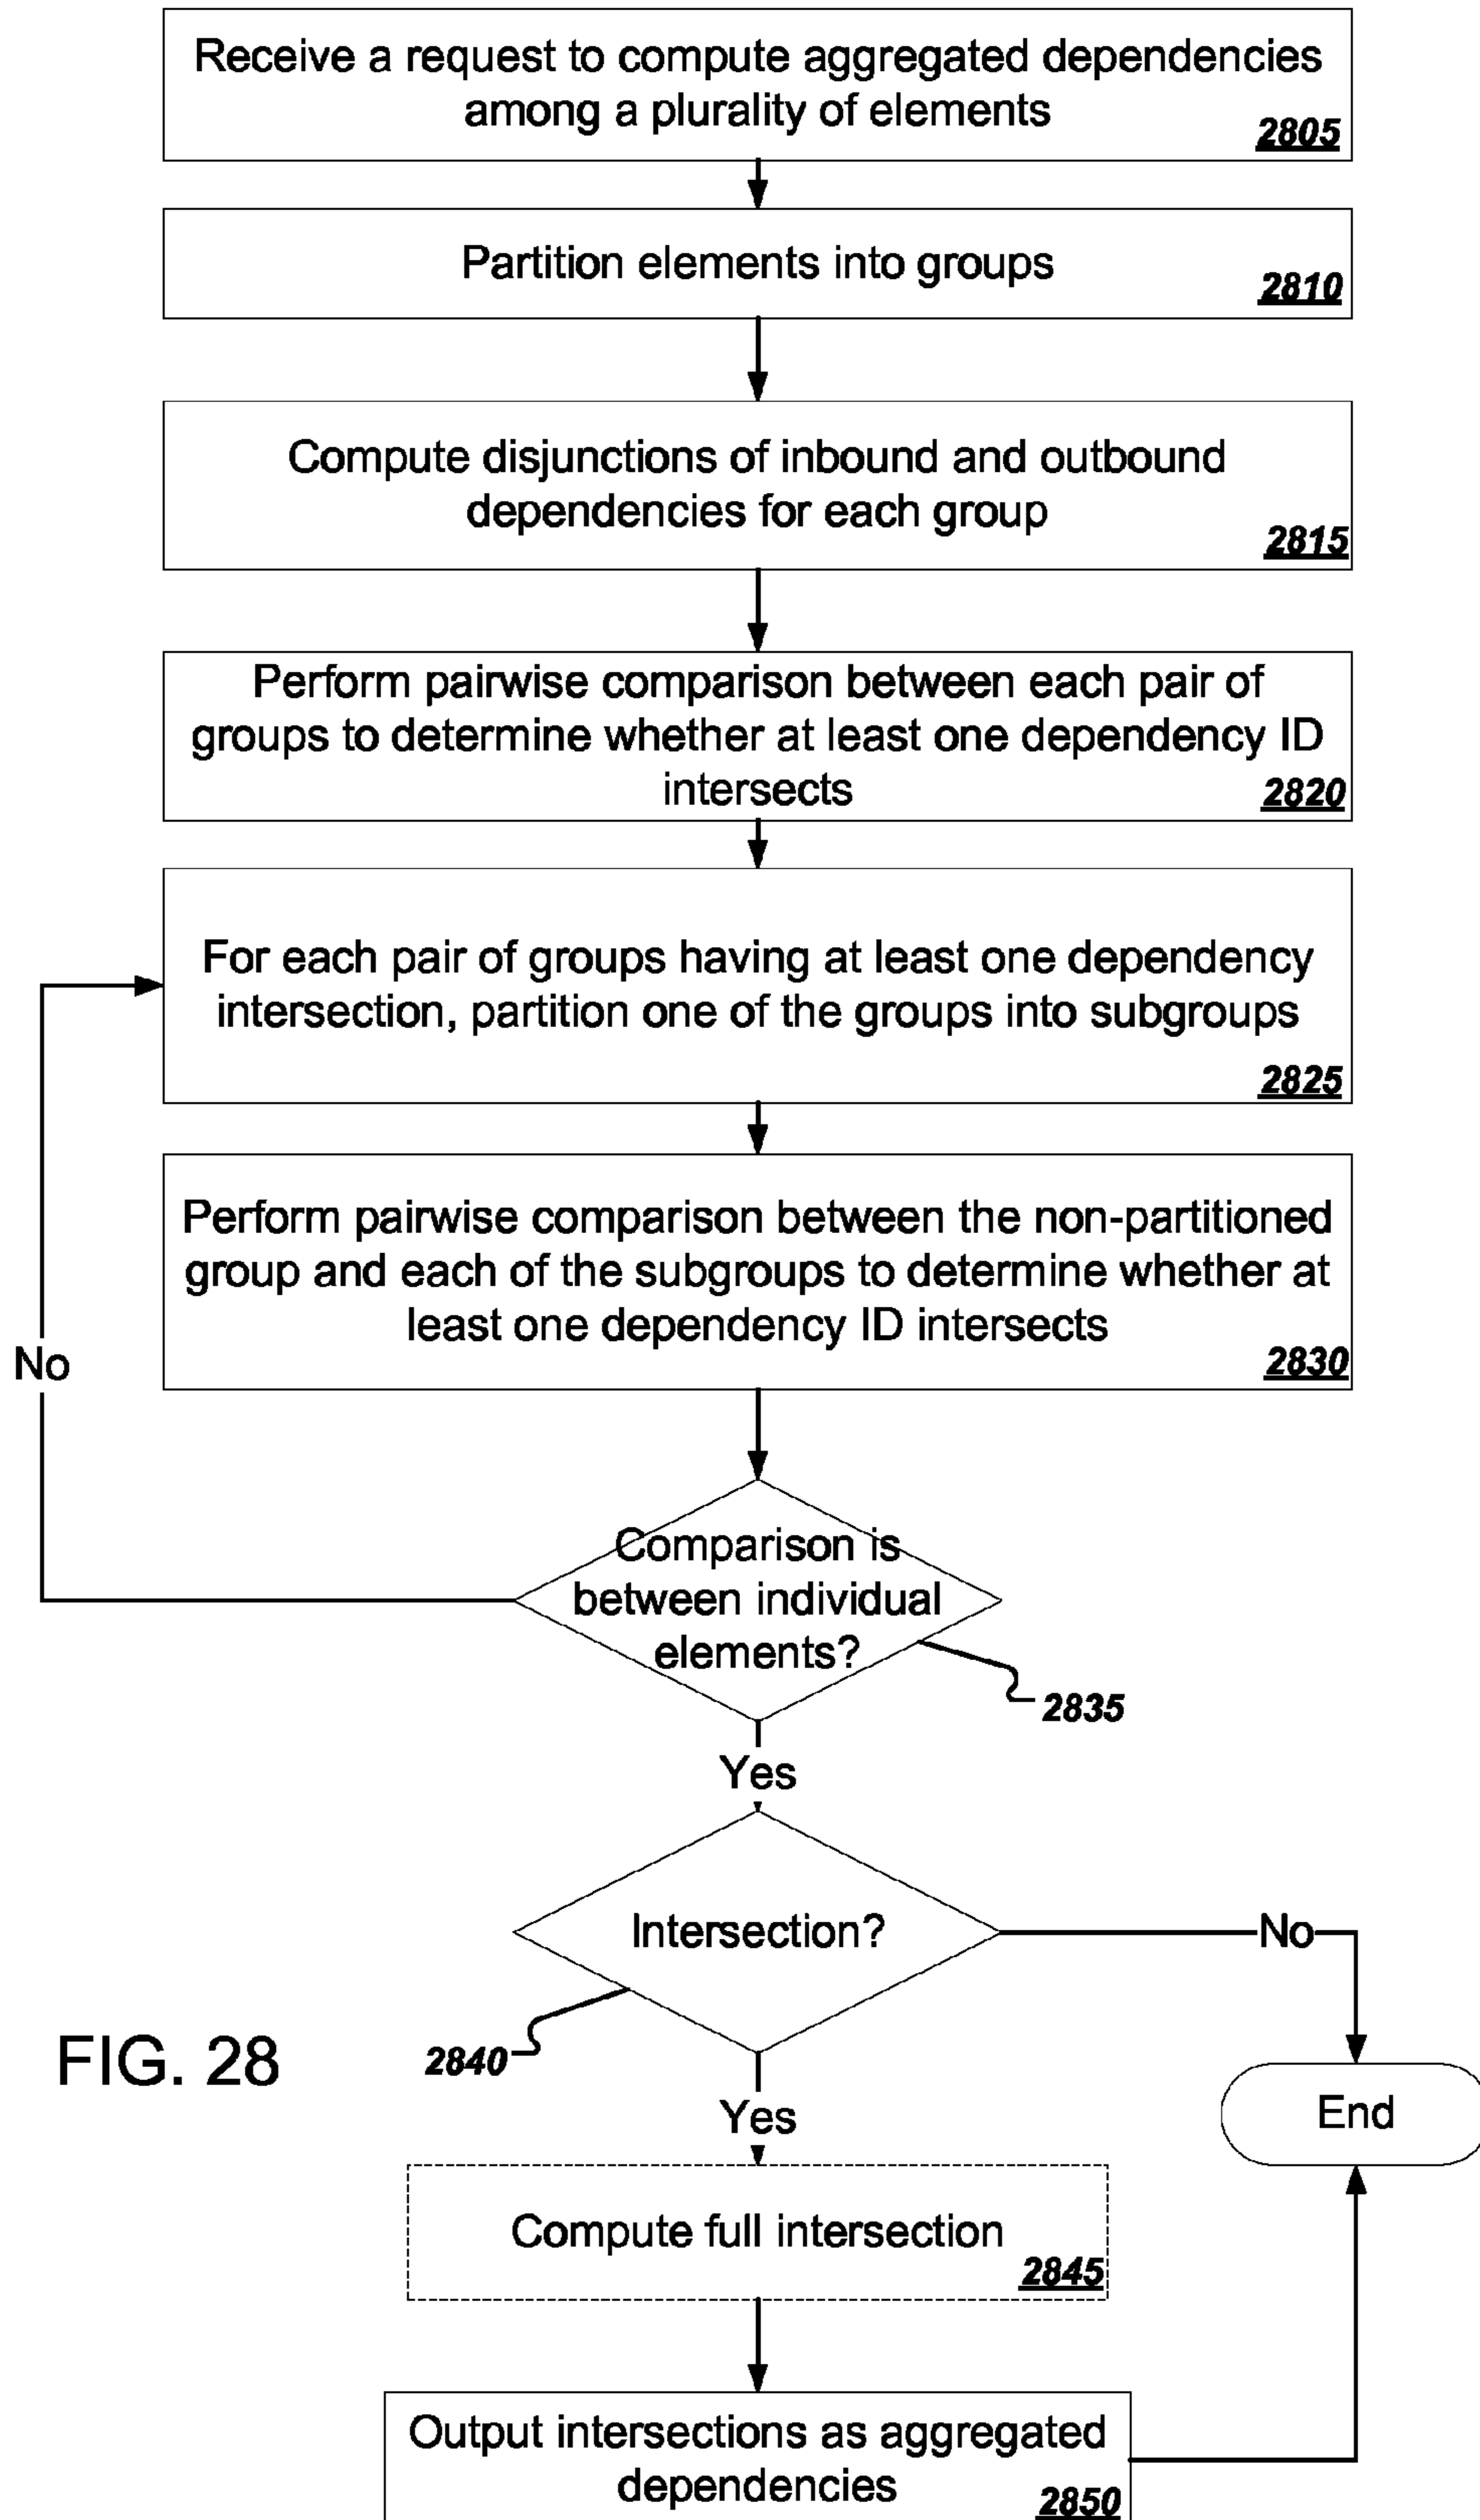 Receive a request to compute aggregated dependencies
among a plurality of elements
2805
Partition elements into groups
2810
Compute disjunctions of inbound and outbound
dependencies for each group
2815
Perform pairwise comparison between each pair of
groups to determine whether at least one dependency ID
intersects
2820
For each pair of groups having at least one dependency
intersection, partition one of the groups into subgroups
2825
Perform pairwise comparison between the non-partitioned
group and each of the subgroups to determine whether at
least one dependency ID intersects
2830
No
Comparison is
between individual
elements?
2835
Yes
Intersection?
No
2840
FIG. 28
Yes
End
Compute full intersection
2845
Output intersections as aggregated
dependencies
2850